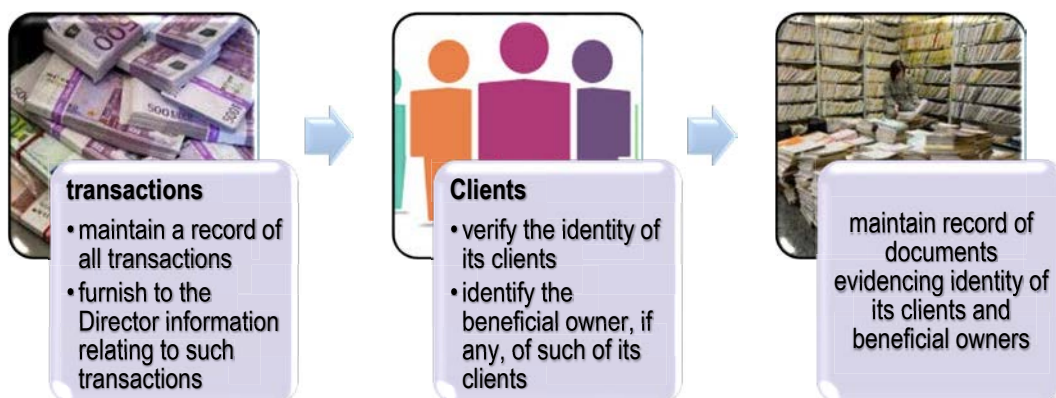 transactions
• maintain a record of
all transactions
• furnish to the
Director information
relating to such
transactions
Clients
• verify the identity of
its clients
• identify the
beneficial owner, if
any, of such of its
clients
maintain record of
documents
evidencing identity of
its clients and
beneficial owners